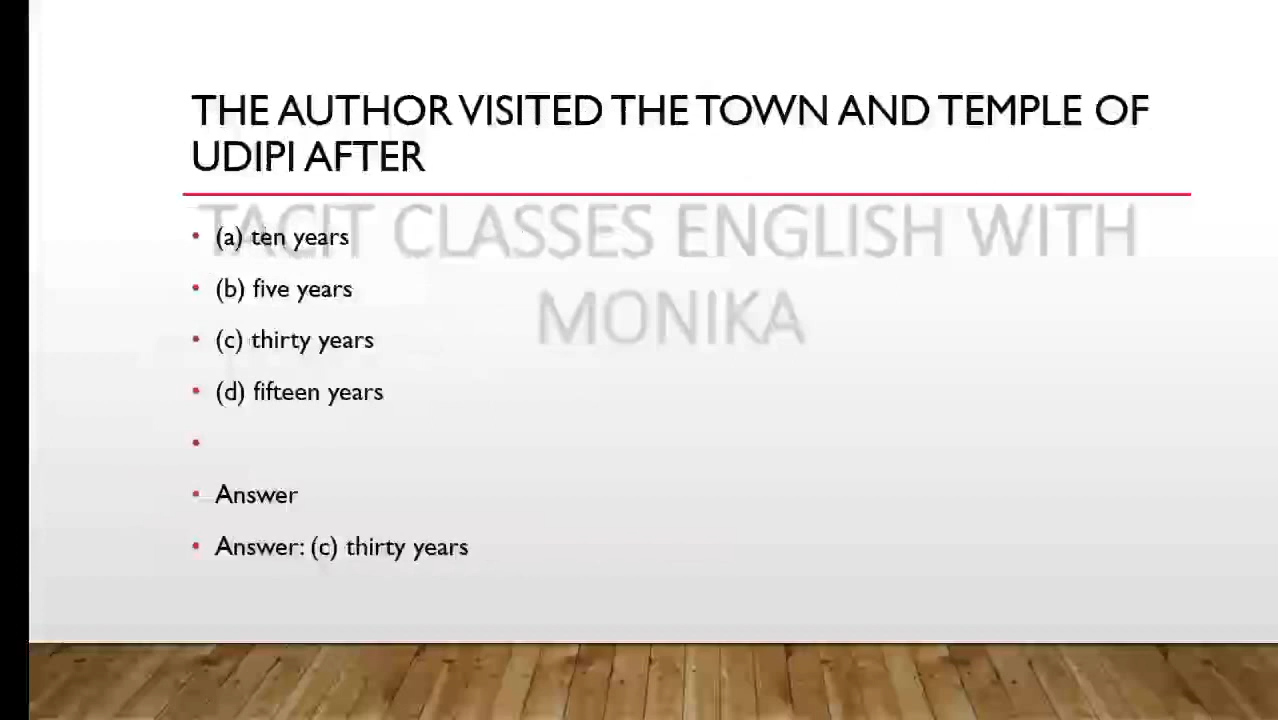 THE AUTHOR VISITED THE TOWN AND TEMPLE OF
UDIPI AFTER
TACIT CLASSES ENGLISH WITH
MONIKA
• (a) ten years
• (b) five years
• (c) thirty years
• (d) fifteen years
•
• Answer
• Answer: (c) thirty years